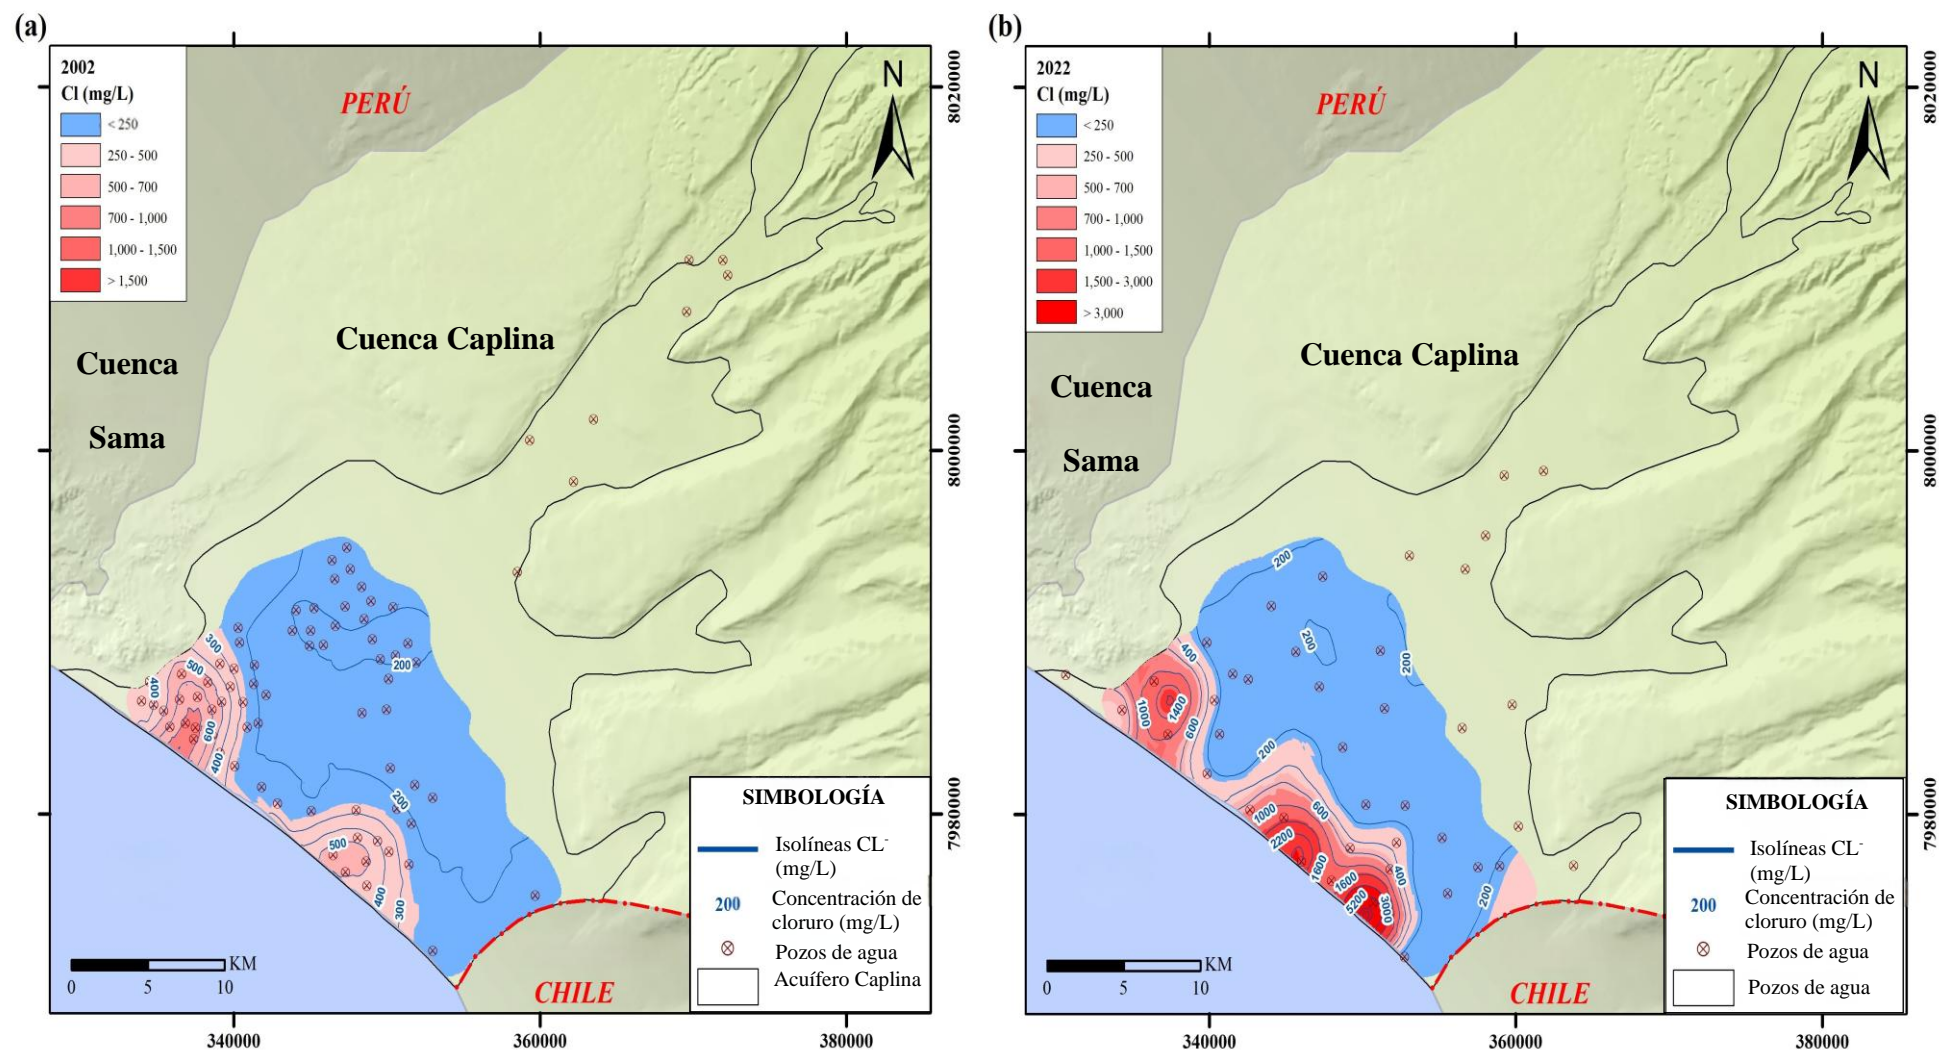 (a)
2002
Cl (mg/L)
< 250
250 - 500
500 - 700
700 - 1,000
1,000 - 1,500
> 1,500
PERÚ
N
Cuenca Caplina
Cuenca
Sama
300
500
400
600
400
200
200
500
400
300
SIMBOLOGÍA
Isolíneas CL-
(mg/L)
200 Concentración de
cloruro (mg/L)
Pozos de agua
Acuífero Caplina
KM
0 5 10
CHILE
8020000
8000000
7980000
340000 360000 380000
(b)
2022
Cl (mg/L)
< 250
250 - 500
500 - 700
700 - 1,000
1,000 - 1,500
1,500 - 3,000
> 3,000
PERÚ
N
Cuenca Caplina
Cuenca
Sama
200
200
200
400
1000
1400
600
200
600
1000
2200
1600
1600
400
5200
3000
200
SIMBOLOGÍA
Isolíneas CL-
(mg/L)
200 Concentración de
cloruro (mg/L)
Pozos de agua
Pozos de agua
KM
0 5 10
CHILE
8020000
8000000
7980000
340000 360000 380000